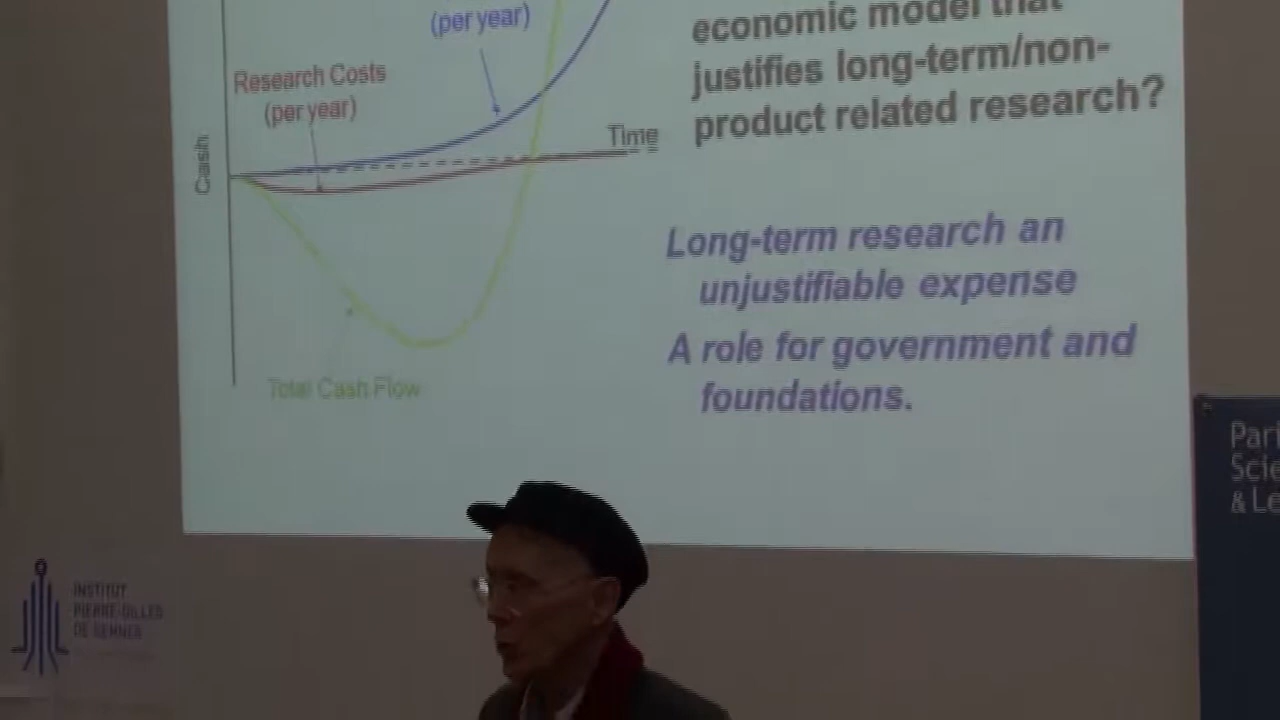 (per year)
Research Costs
(per year)
Cash
Time
Total Cash Flow
economic model that
justifies long-term/non-
product related research?
Long-term research an
unjustifiable expense
A role for government and
foundations.
INSTITUT
PIERRE-GILLES
DE GENNES
Pari
Scie
& Le